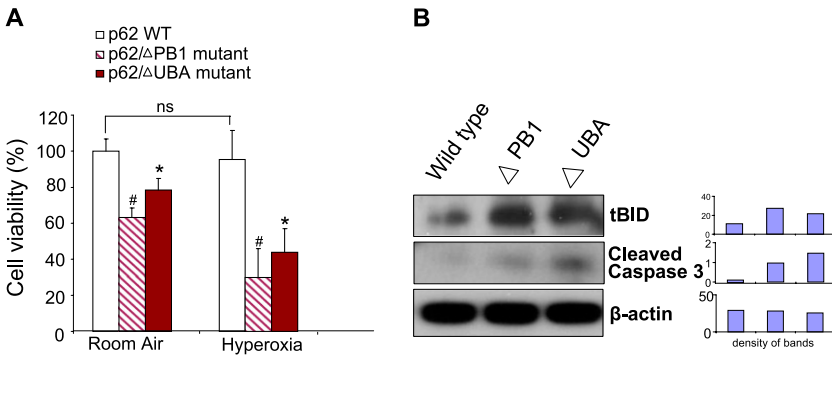 A
p62 WT
p62/△PB1 mutant
p62/△UBA mutant
ns
Cell viability (%)
120
100
80
60
40
20
0
#
*
#
*
Room Air
Hyperoxia
B
Wild type
△ PB1
△ UBA
tBID
40
20
0
Cleaved
Caspase 3
2
1
0
β-actin
50
0
density of bands